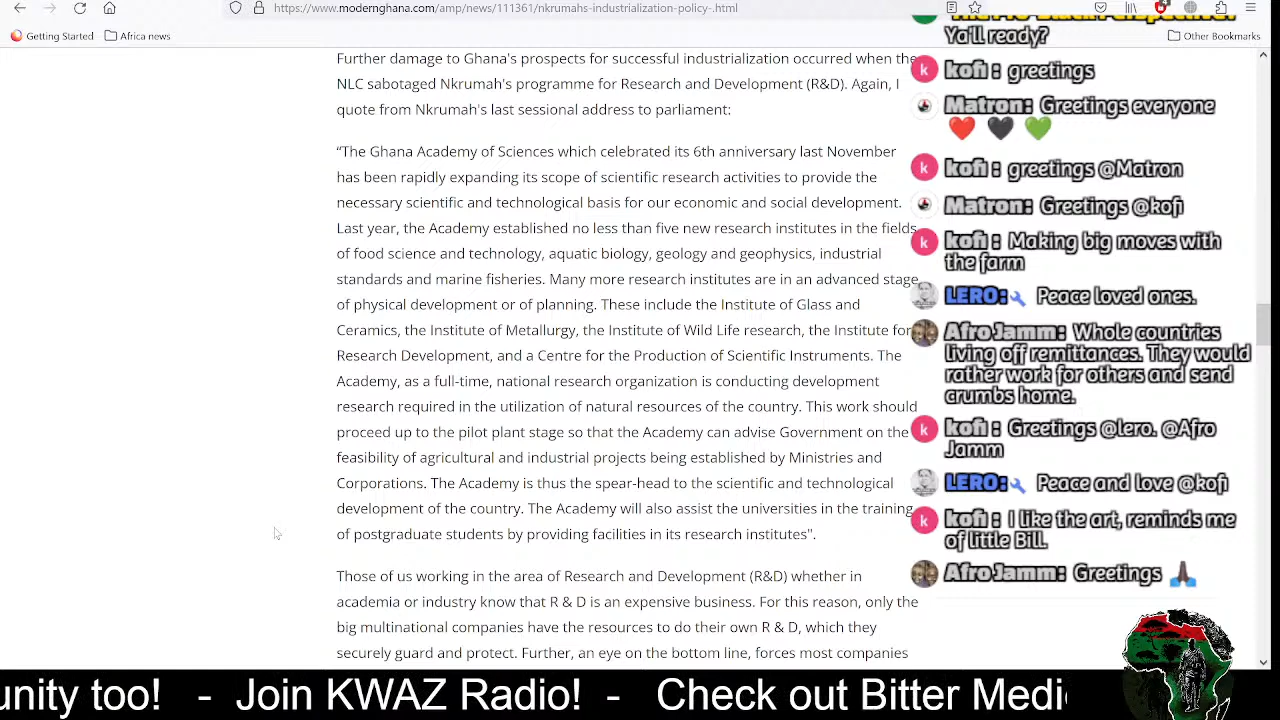 https://www.modernghana.com/amp/news/111361/nkrumahs-industrialization-policy-.html
Getting Started
Africa news
Other Bookmarks
Further damage to Ghana's prospects for successful industrialization occurred when the
NLC sabotaged Nkrumah's programme for Research and Development (R&D). Again, I
quote from Nkrumah's last sessional address to parliament:
“The Ghana Academy of Sciences which celebrated its 6th anniversary last November
has been rapidly expanding its scope of scientific research activities to provide the
necessary scientific and technological basis for our economic and social development.
Last year, the Academy established no less than five new research institutes in the fields
of food science and technology, aquatic biology, geology and geophysics, industrial
standards and marine fisheries. Many more research institutes are in an advanced stage
of physical development or of planning. These include the Institute of Glass and
Ceramics, the Institute of Metallurgy, the Institute of Wild Life research, the Institute for
Research Development, and a Centre for the Production of Scientific Instruments. The
Academy, as a full-time, national research organization is conducting development
research required in the utilization of natural resources of the country. This work should
proceed up to the pilot plant stage so that the Academy can advise Government on the
feasibility of agricultural and industrial projects being established by Ministries and
Corporations. The Academy is thus the spear-head to the scientific and technological
development of the country. The Academy will also assist the universities in the training
of postgraduate students by providing facilities in its research institutes".
Those of us working in the area of Research and Development (R&D) whether in
academia or industry know that R & D is an expensive business. For this reason, only the
big multinational companies have the resources to do their own R & D, which they
securely guard and protect. Further, an eye on the bottom line, forces most companies
Ya'll ready?
k kofi : greetings
Matron: Greetings everyone
❤️ 🖤 💚
k kofi : greetings @Matron
Matron: Greetings @kofi
k kofi : Making big moves with
the farm
LERO: Peace loved ones.
Afro Jamm: Whole countries
living off remittances. They would
rather work for others and send
crumbs home.
k kofi : Greetings @lero. @Afro
Jamm
LERO: Peace and love @kofi
k kofi : I like the art, reminds me
of little Bill.
Afro Jamm: Greetings 🙏🏿
unity too! - Join KWAZ Radio! - Check out Bitter Medi